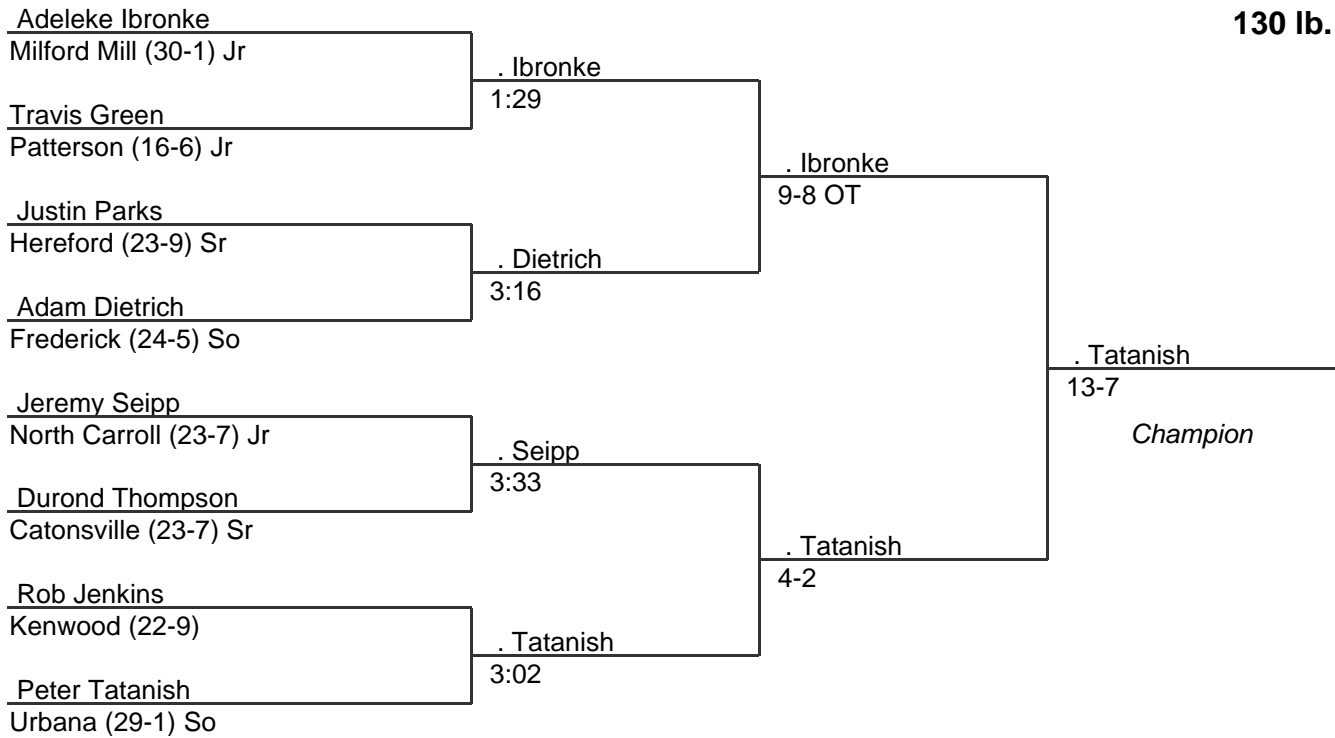 130 lb.
Adeleke Ibronke
Milford Mill (30-1) Jr
Travis Green
Patterson (16-6) Jr
Justin Parks
Hereford (23-9) Sr
Adam Dietrich
Frederick (24-5) So
Jeremy Seipp
North Carroll (23-7) Jr
Durond Thompson
Catonsville (23-7) Sr
Rob Jenkins
Kenwood (22-9)
Peter Tatanish
Urbana (29-1) So
. Ibronke
1:29
. Dietrich
3:16
. Seipp
3:33
. Tatanish
3:02
. Ibronke
9-8 OT
. Tatanish
4-2
. Tatanish
13-7
Champion